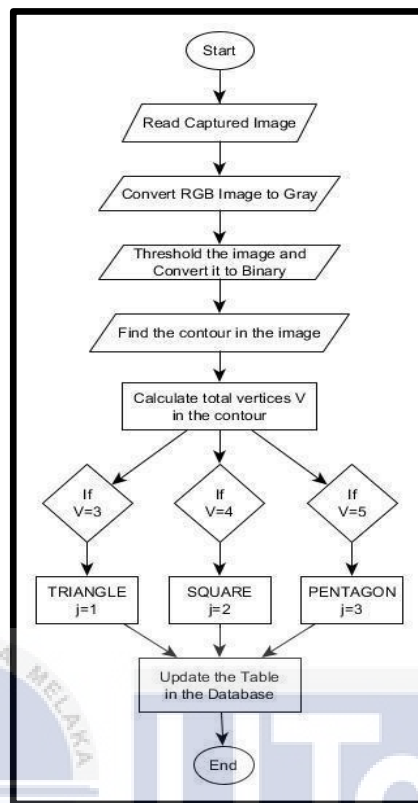 Start
Read Captured Image
Convert RGB Image to Gray
Threshold the image and
Convert it to Binary
Find the contour in the image
Calculate total vertices V
in the contour
If
V=3
If
V=4
If
V=5
TRIANGLE
j=1
SQUARE
j=2
PENTAGON
j=3
Update the Table
in the Database
End
MELAKA